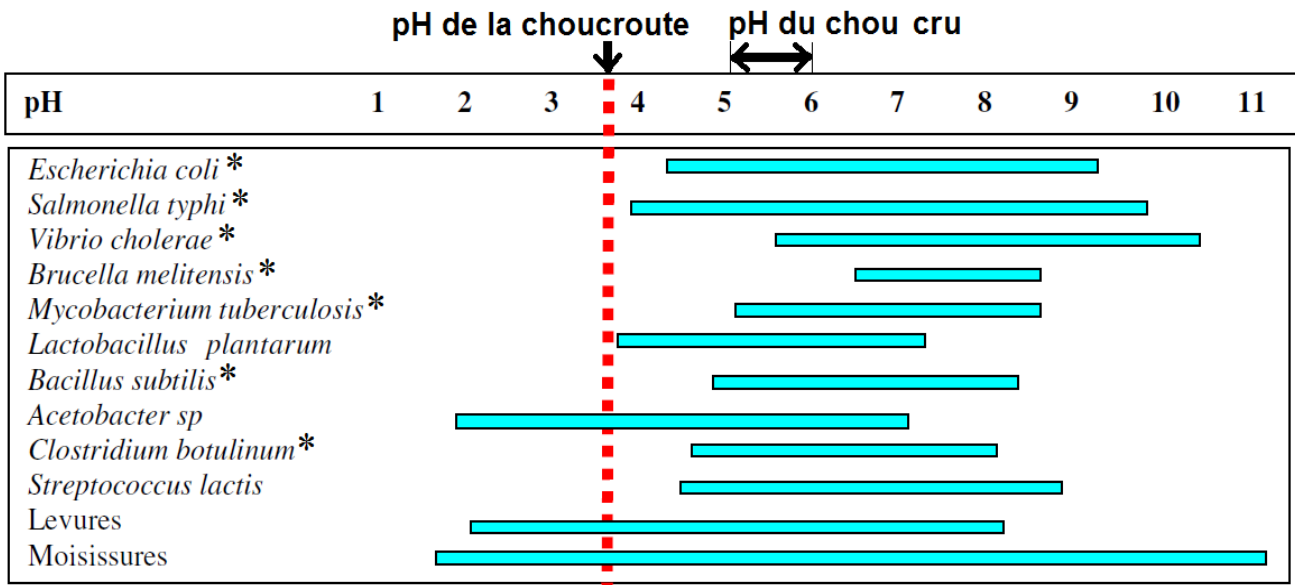 pH de la choucroute pH du chou cru
pH 1 2 3 4 5 6 7 8 9 10 11
Escherichia coli*
Salmonella typhi*
Vibrio cholerae*
Brucella melitensis*
Mycobacterium tuberculosis*
Lactobacillus plantarum
Bacillus subtilis*
Acetobacter sp
Clostridium botulinum*
Streptococcus lactis
Levures
Moisissures